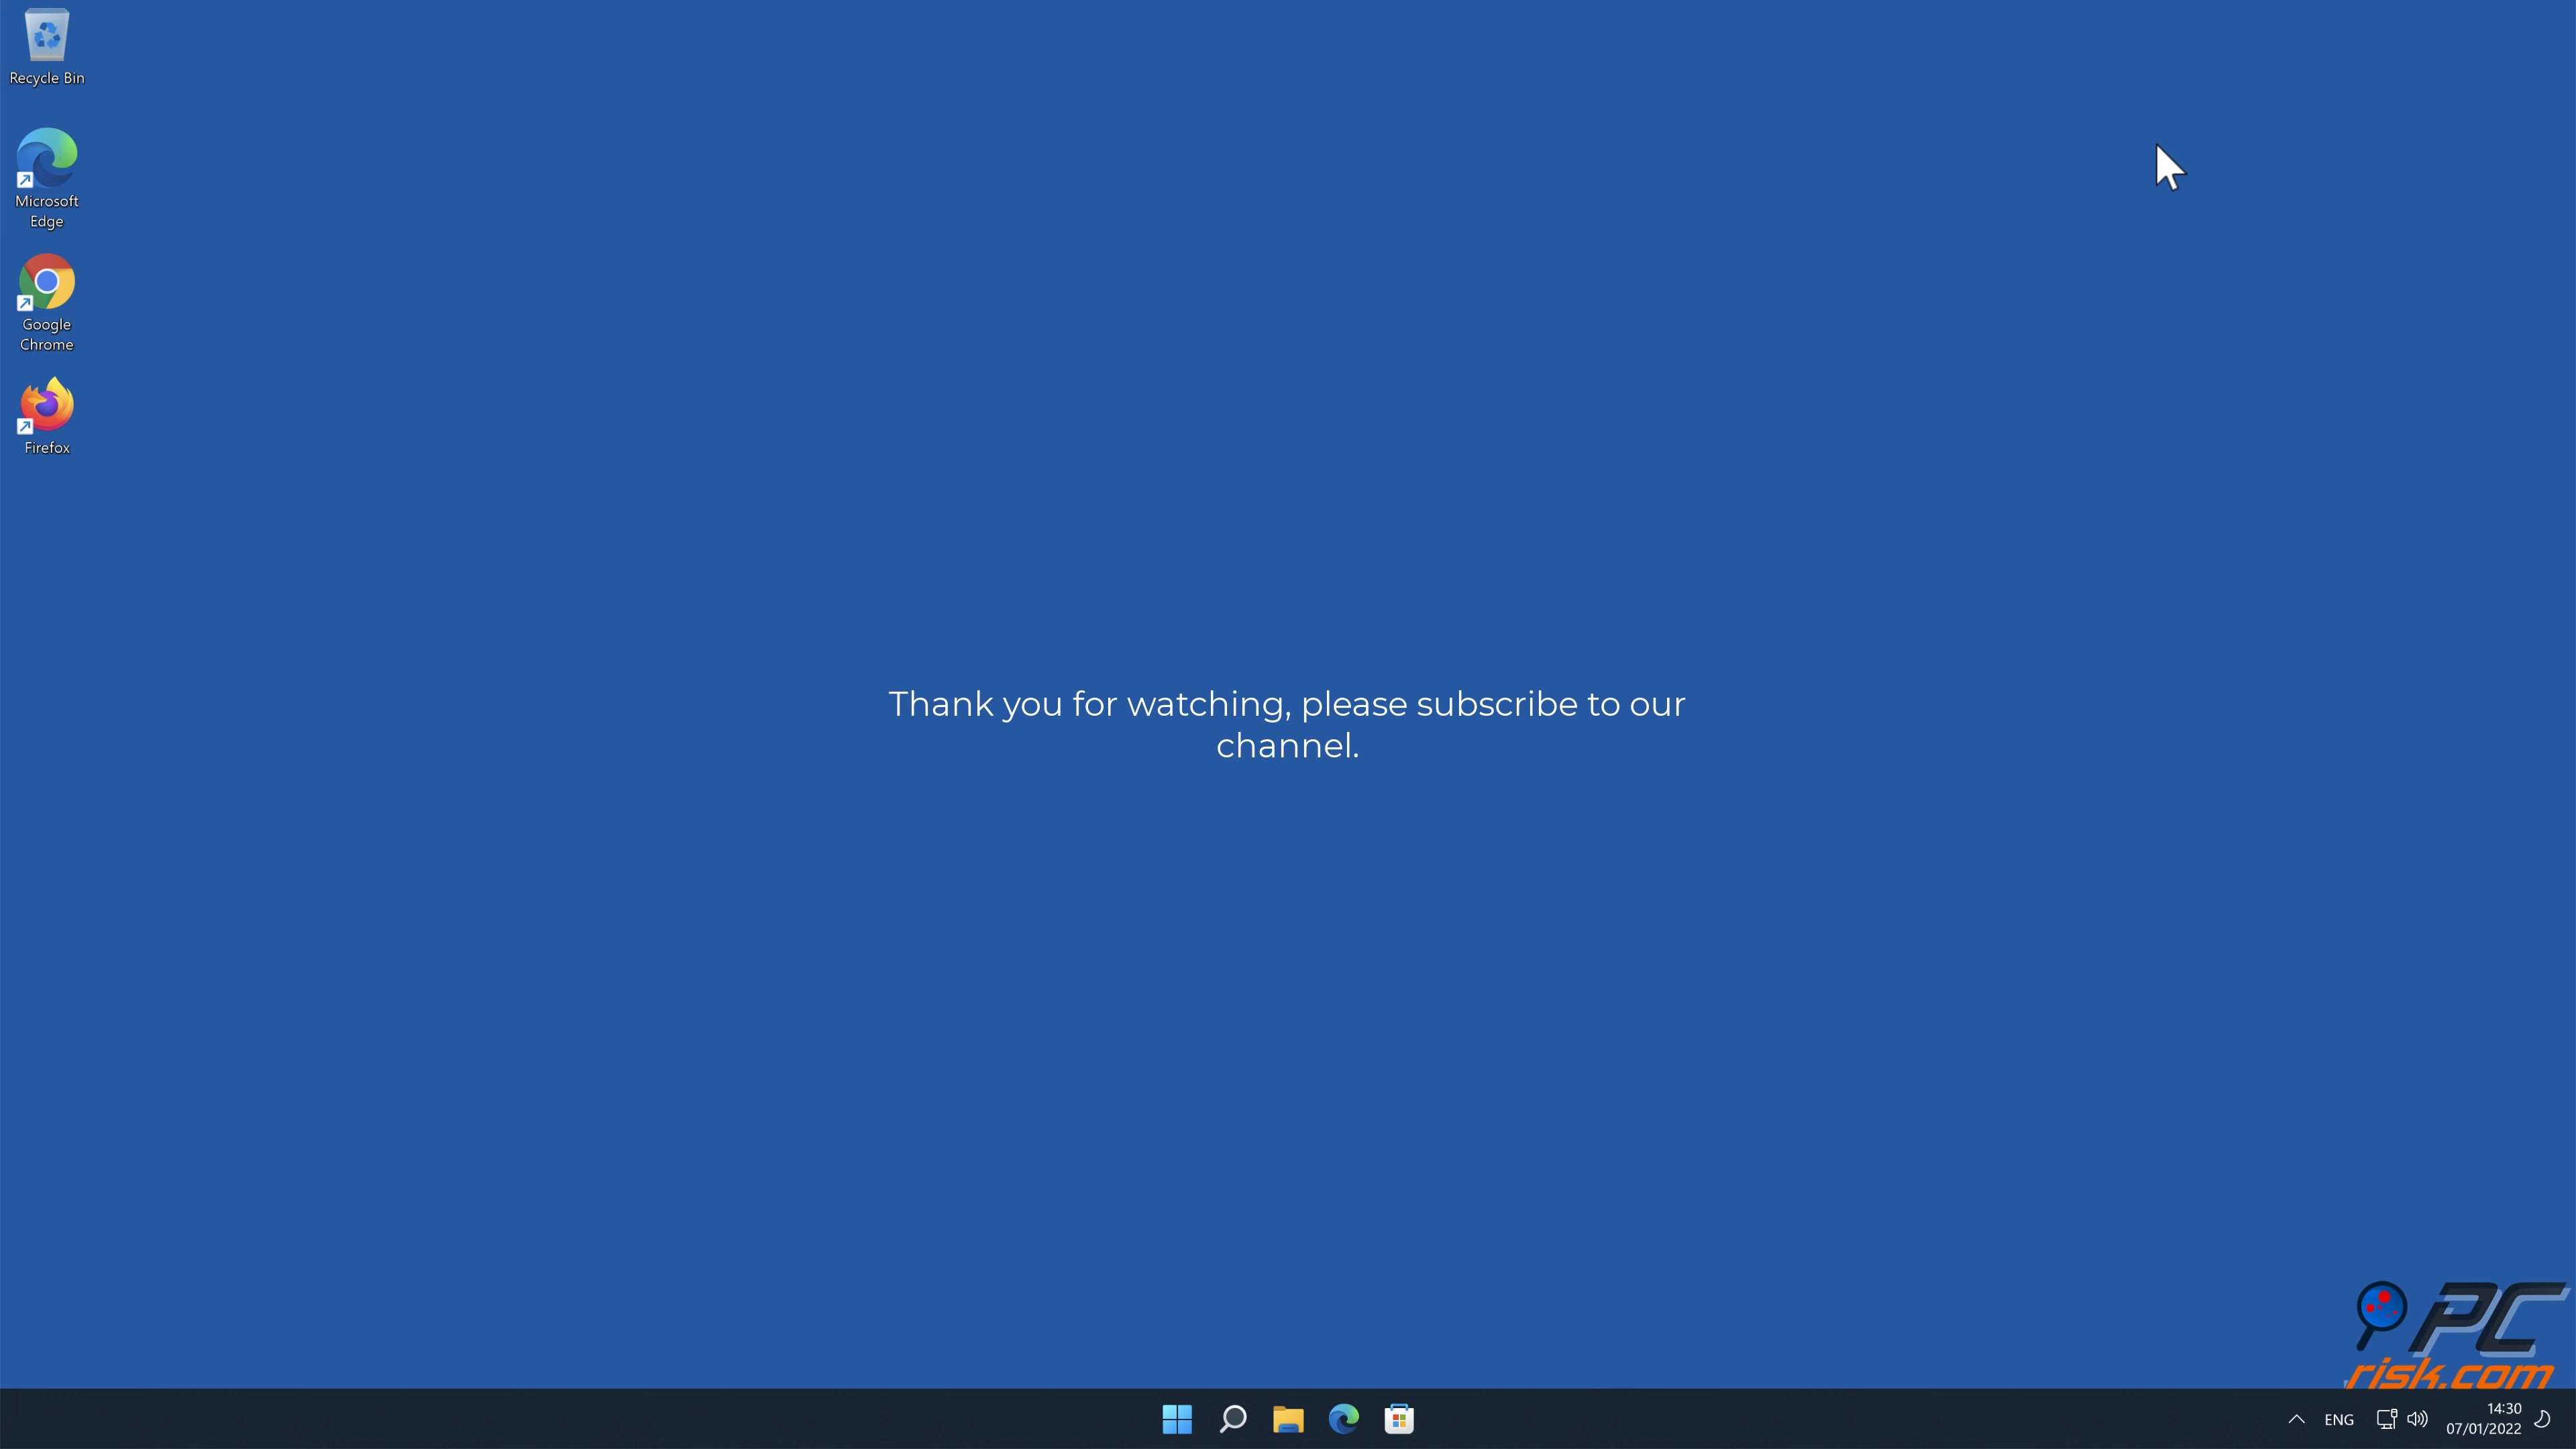 Recycle Bin
Microsoft
Edge
Google
Chrome
Firefox
Thank you for watching, please subscribe to our
channel.
PC
risk.com
ENG
14:30
07/01/2022